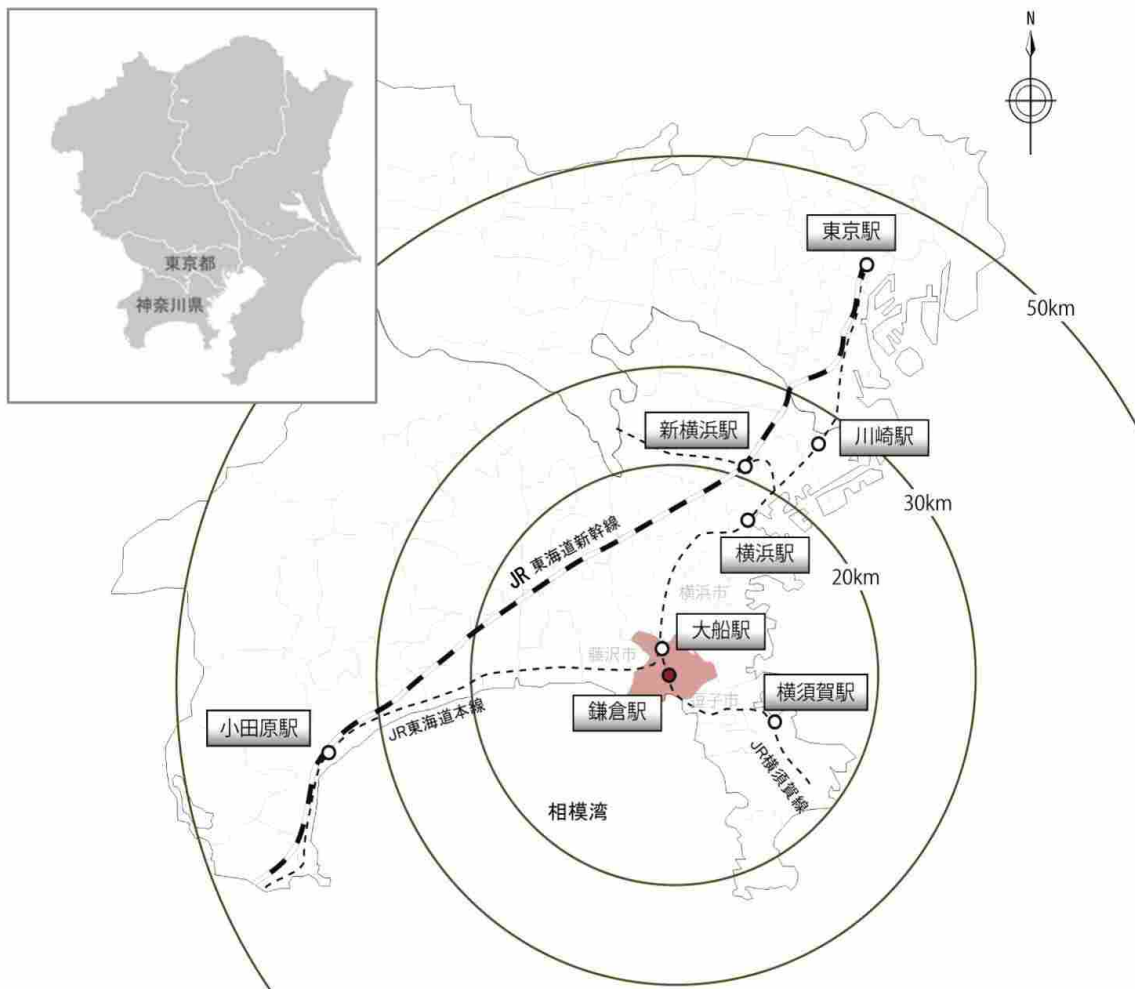 N
東京都
神奈川県
東京駅
50km
新横浜駅
川崎駅
30km
JR 東海道新幹線
横浜駅
20km
横浜市
大船駅
藤沢市
鎌倉駅
逗子市
横須賀駅
小田原駅
JR東海道本線
JR横須賀線
相模湾